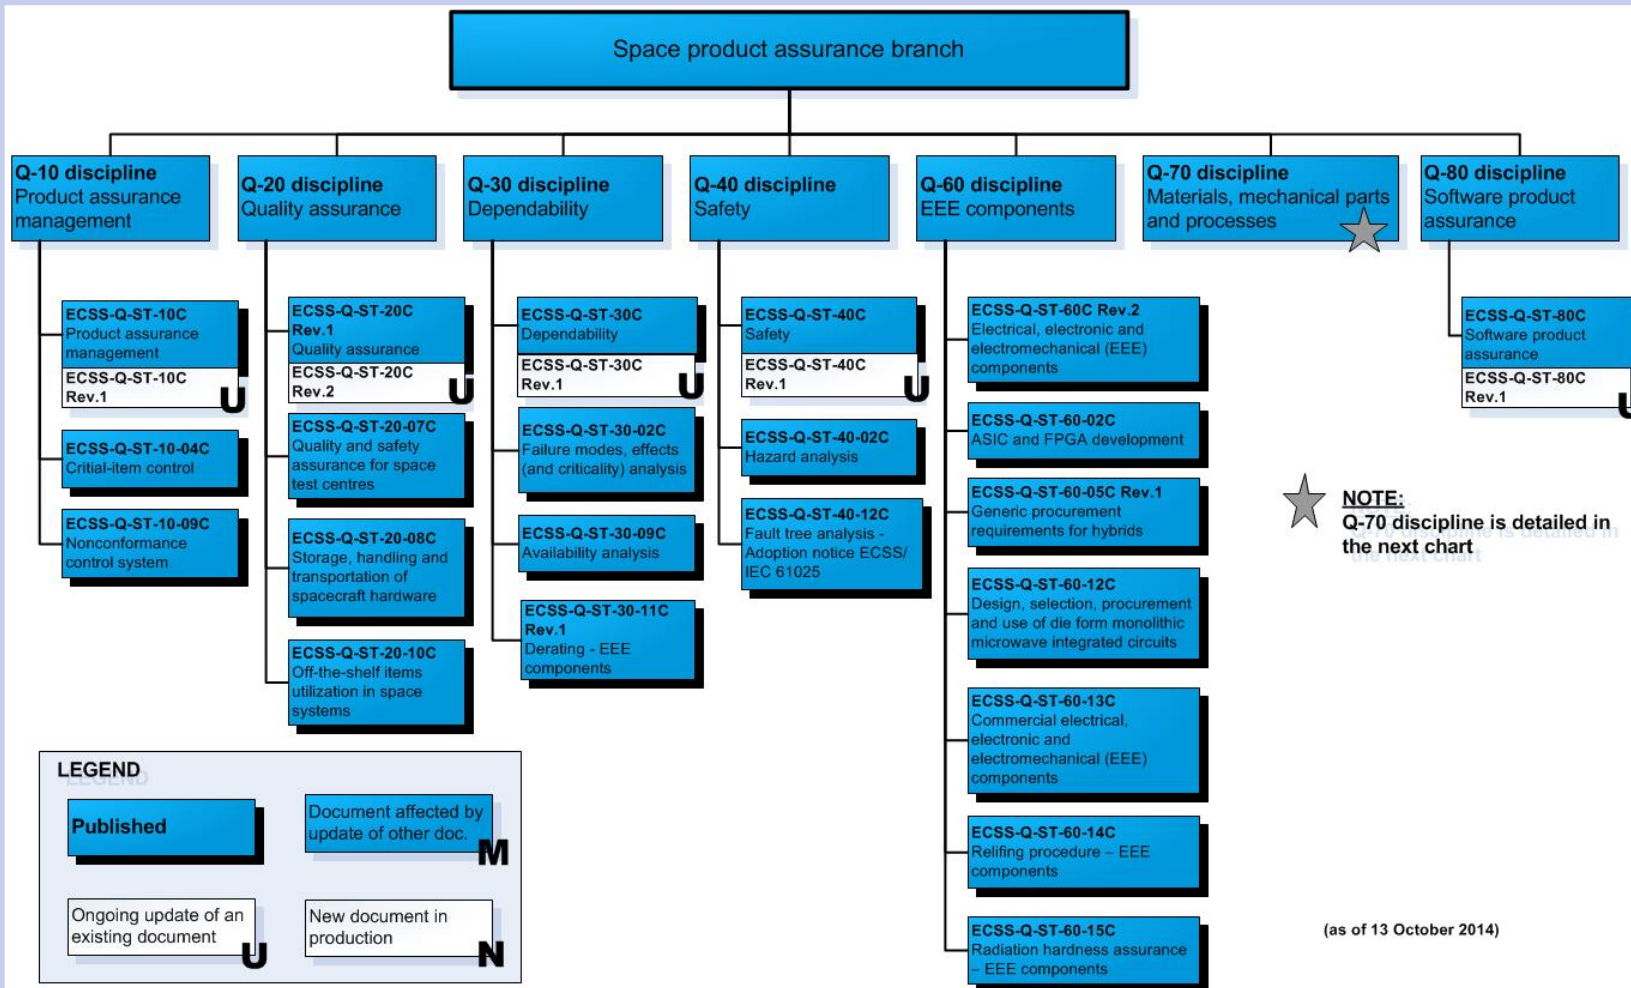 Space product assurance branch
Q-10 discipline
Product assurance
management
ECSS-Q-ST-10C
Product assurance
management
ECSS-Q-ST-10C
Rev.1
U
ECSS-Q-ST-10-04C
Critial-item control
ECSS-Q-ST-10-09C
Nonconformance
control system
Q-20 discipline
Quality assurance
ECSS-Q-ST-20C
Rev.1
Quality assurance
ECSS-Q-ST-20C
Rev.2
U
ECSS-Q-ST-20-07C
Quality and safety
assurance for space
test centres
ECSS-Q-ST-20-08C
Storage, handling and
transportation of
spacecraft hardware
ECSS-Q-ST-20-10C
Off-the-shelf items
utilization in space
systems
Q-30 discipline
Dependability
ECSS-Q-ST-30C
Dependability
ECSS-Q-ST-30C
Rev.1
U
ECSS-Q-ST-30-02C
Failure modes, effects
(and criticality) analysis
ECSS-Q-ST-30-09C
Availability analysis
ECSS-Q-ST-30-11C
Rev.1
Derating - EEE
components
Q-40 discipline
Safety
ECSS-Q-ST-40C
Safety
ECSS-Q-ST-40C
Rev.1
U
ECSS-Q-ST-40-02C
Hazard analysis
ECSS-Q-ST-40-12C
Fault tree analysis -
Adoption notice ECSS/
IEC 61025
Q-60 discipline
EEE components
ECSS-Q-ST-60C Rev.2
Electrical, electronic and
electromechanical (EEE)
components
ECSS-Q-ST-60-02C
ASIC and FPGA development
ECSS-Q-ST-60-05C Rev.1
Generic procurement
requirements for hybrids
ECSS-Q-ST-60-12C
Design, selection, procurement
and use of die form monolithic
microwave integrated circuits
ECSS-Q-ST-60-13C
Commercial electrical,
electronic and
electromechanical (EEE)
components
ECSS-Q-ST-60-14C
Relifing procedure – EEE
components
ECSS-Q-ST-60-15C
Radiation hardness assurance
– EEE components
Q-70 discipline
Materials, mechanical parts
and processes
Q-80 discipline
Software product
assurance
ECSS-Q-ST-80C
Software product
assurance
ECSS-Q-ST-80C
Rev.1
U
NOTE:
Q-70 discipline is detailed in
the next chart
LEGEND
Published
Document affected by
update of other doc.
M
Ongoing update of an
existing document
U
New document in
production
N
(as of 13 October 2014)